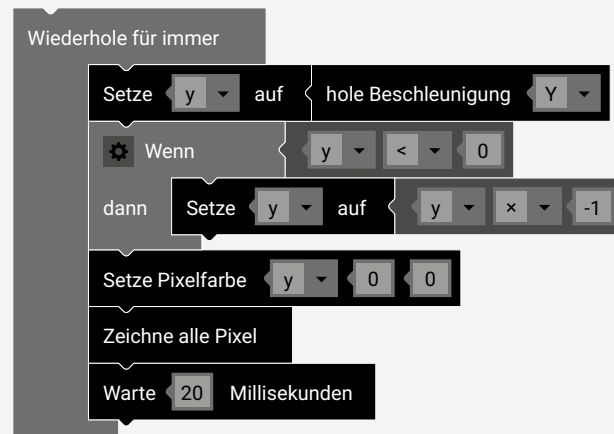 Wiederhole für immer
Setze y auf hole Beschleunigung Y
Wenn y < 0
dann Setze y auf y × -1
Setze Pixelfarbe y 0 0
Zeichne alle Pixel
Warte 20 Millisekunden